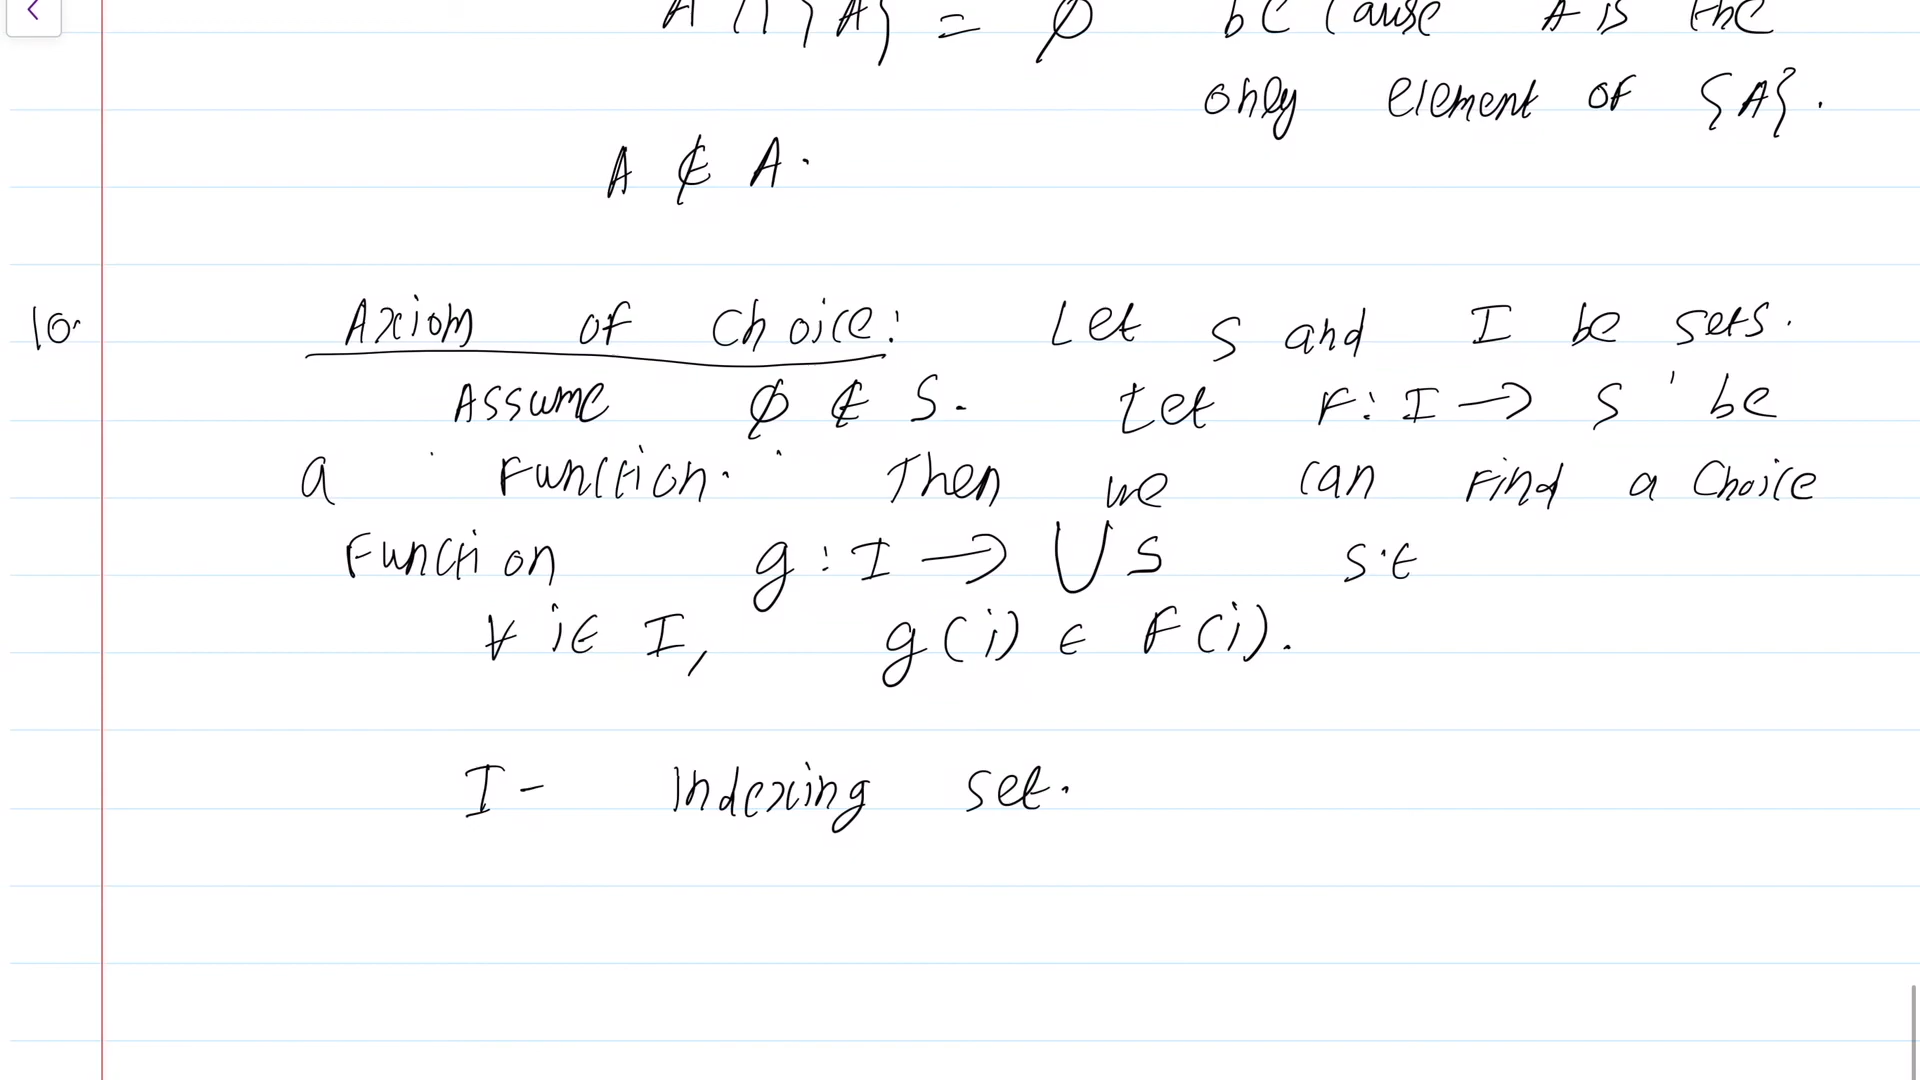 A ∩ {A} = ∅ because A is the
only element of {A}.
A ∉ A.
10. Axiom of Choice: Let S and I be sets.
Assume ∅ ∉ S. Let F: I → S be
a Function. Then we can Find a Choice
Function g: I → ∪S s.t
∀ i ∈ I, g(i) ∈ F(i).
I - Indexing set.